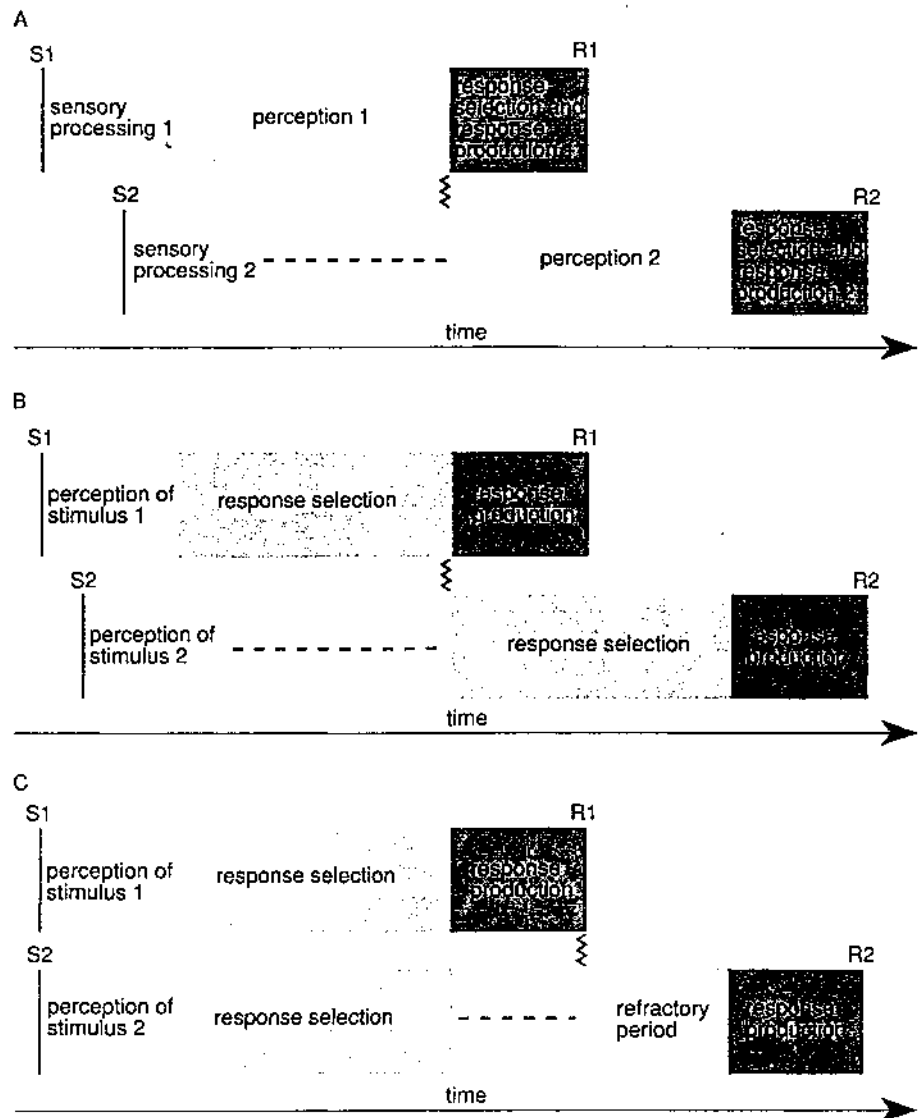 A
S1
R1
sensory
processing 1
perception 1
response
selection and
response
production 1
S2
R2
sensory
processing 2
perception 2
response
selection and
response
production 2
time
B
S1
R1
perception of
stimulus 1
response selection
response
production
S2
R2
perception of
stimulus 2
response selection
response
production
time
C
S1
R1
perception of
stimulus 1
response selection
response
production
S2
R2
perception of
stimulus 2
response selection
refractory
period
response
production
time